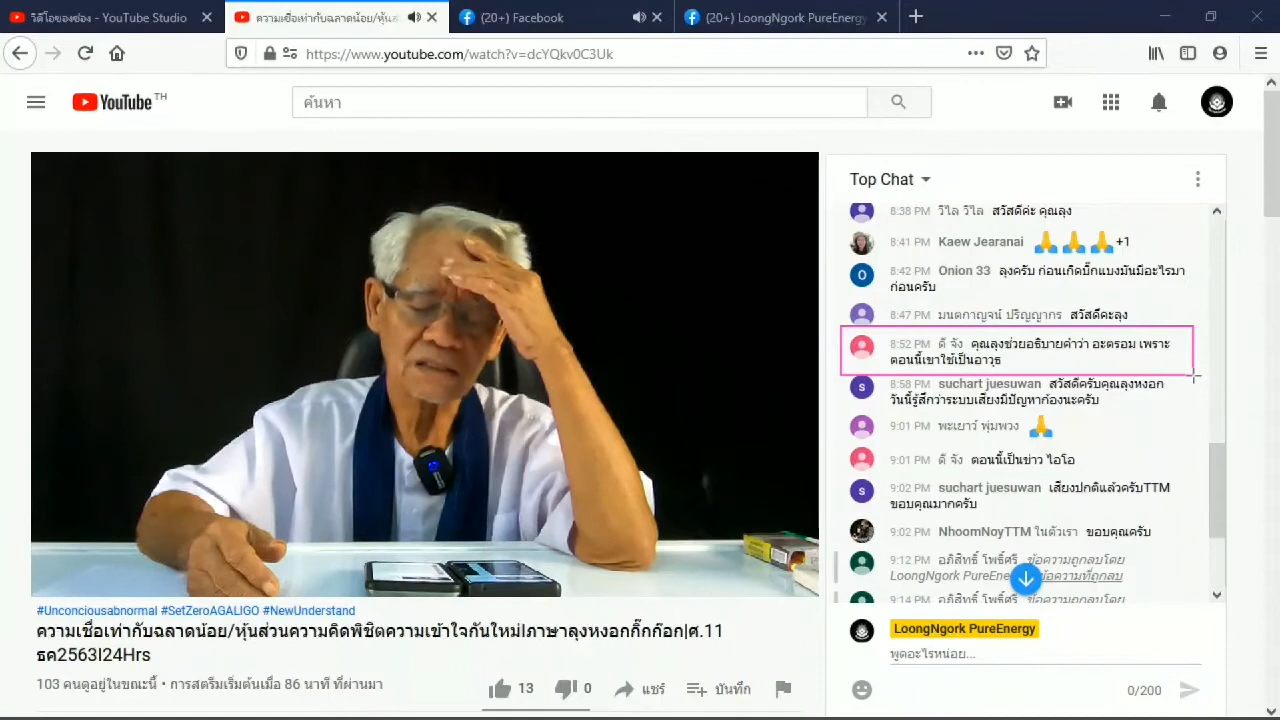 วิดีโอของช่อง - YouTube Studio
ความเชื่อเท่ากับฉลาดน้อย/หุ้นส
(20+) Facebook
(20+) LoongNgork PureEnergy
https://www.youtube.com/watch?v=dcYQkv0C3Uk
YouTube TH
ค้นหา
Top Chat
8:38 PM วิไล วิไล สวัสดีค่ะ คุณลุง
8:41 PM Kaew Jearanai 🙏🙏🙏+1
8:42 PM Onion 33 ลุงครับ ก่อนเกิดบิ๊กแบงมันมีอะไรมา
ก่อนครับ
8:47 PM มนตกาญจน์ ปริญญากร สวัสดีคะลุง
8:52 PM ดี จัง คุณลุงช่วยอธิบายคำว่า อะตรอม เพราะ
ตอนนี้เขาใช้เป็นอาวุธ
8:58 PM suchart juesuwan สวัสดีครับคุณลุงหงอก
วันนี้รู้สึกว่าระบบเสียงมีปัญหาก้องนะครับ
9:01 PM พะเยาว์ พุ่มพวง 🙏
9:01 PM ดี จัง ตอนนี้เป็นข่าว ไอโอ
9:02 PM suchart juesuwan เสียงปกติแล้วครับTTM
ขอบคุณมากครับ
9:02 PM NhoomNoyTTM ในตัวเรา ขอบคุณครับ
9:12 PM อภิสิทธิ์ โพธิ์ศรี ข้อความถูกลบโดย
LoongNgork PureEne ข้อความที่ถูกลบ
9:14 PM อภิสิทธิ์ โพธิ์ศรี ข้อความถูกลบโดย
LoongNgork PureEnergy
พูดอะไรหน่อย...
0/200
#Unconciousabnormal #SetZeroAGALIGO #NewUnderstand
ความเชื่อเท่ากับฉลาดน้อย/หุ้นส่วนความคิดพิชิตความเข้าใจกันใหม่Iภาษาลุงหงอกกิ๊กก๊อก|ศ.11
ธค2563I24Hrs
103 คนดูอยู่ในขณะนี้ • การสตรีมเริ่มต้นเมื่อ 86 นาที ที่ผ่านมา
13
0
แชร์
บันทึก